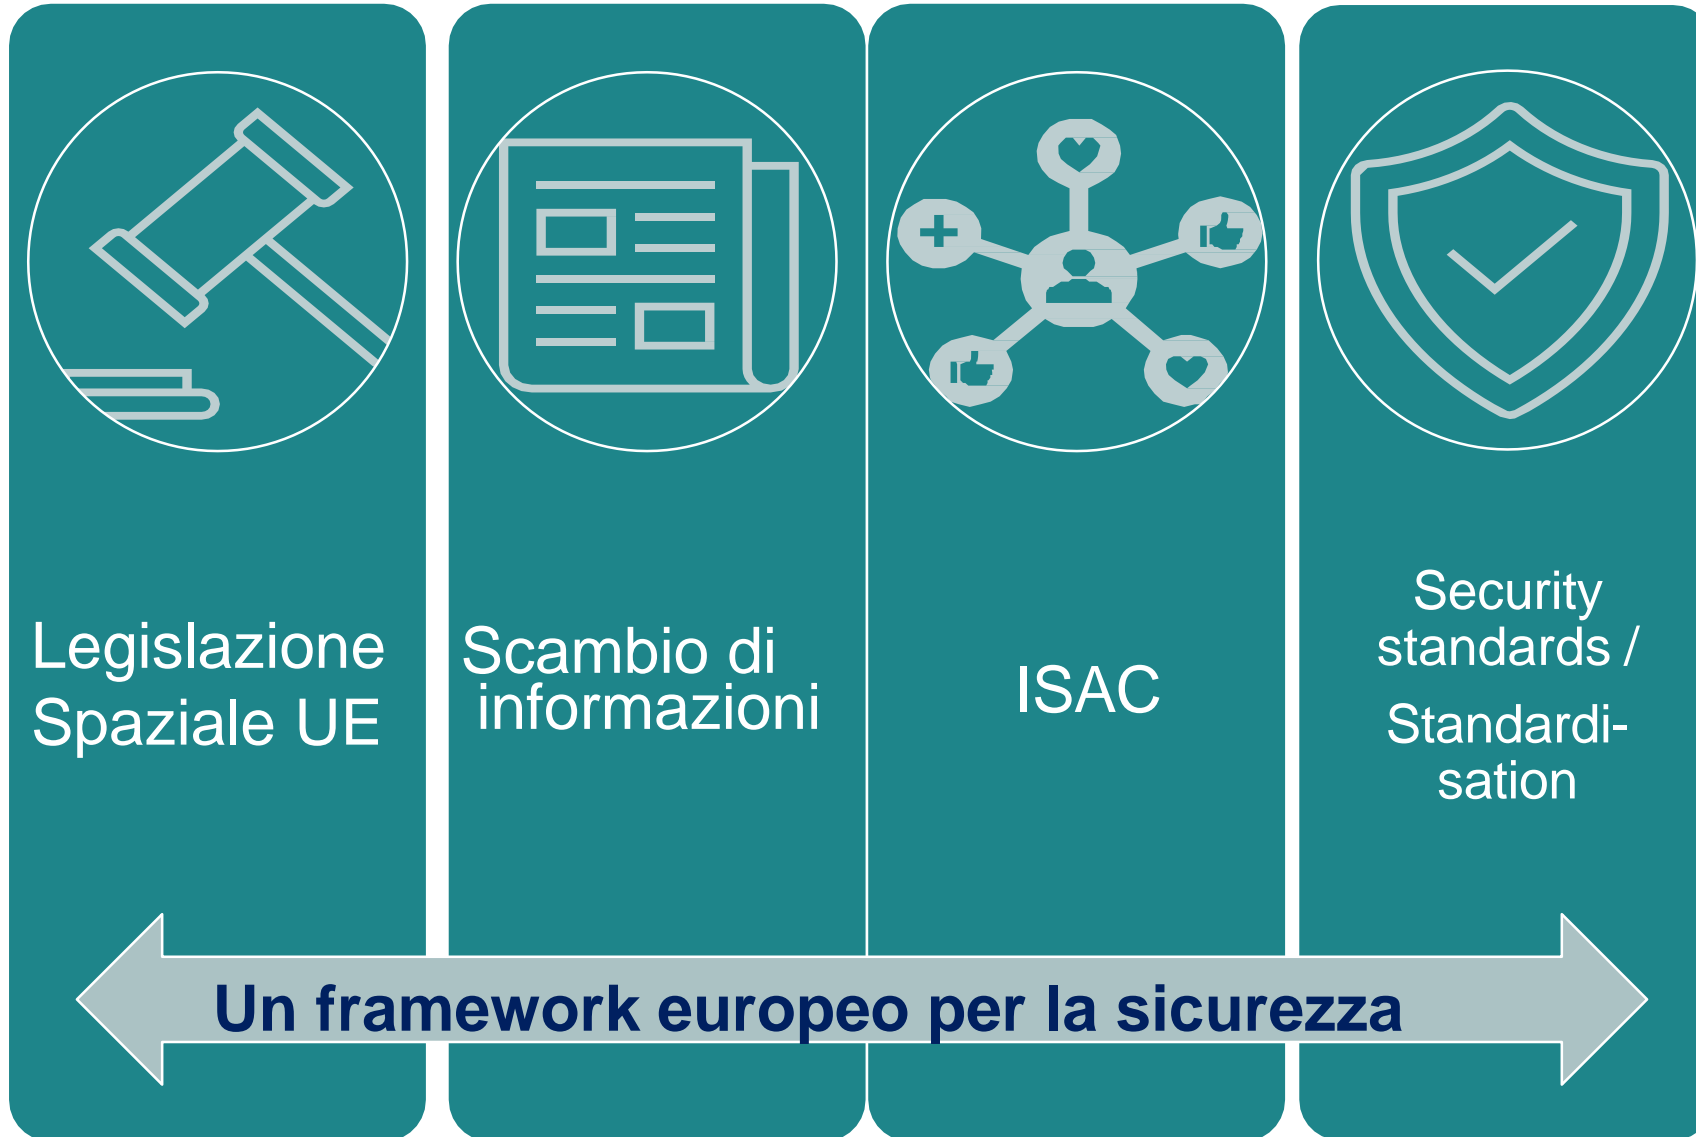 Legislazione
Spaziale UE
Scambio di
informazioni
ISAC
Security
standards /
Standardi-
sation
Un framework europeo per la sicurezza